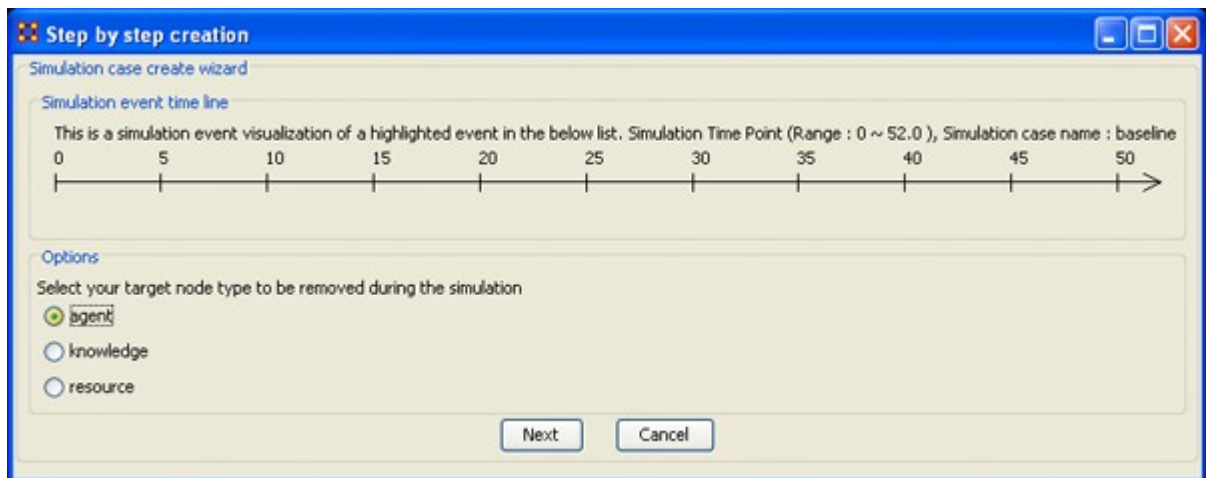 Step by step creation
Simulation case create wizard
Simulation event time line
This is a simulation event visualization of a highlighted event in the below list. Simulation Time Point (Range : 0 ~ 52.0 ), Simulation case name : baseline
0 5 10 15 20 25 30 35 40 45 50
Options
Select your target node type to be removed during the simulation
agent
knowledge
resource
Next Cancel